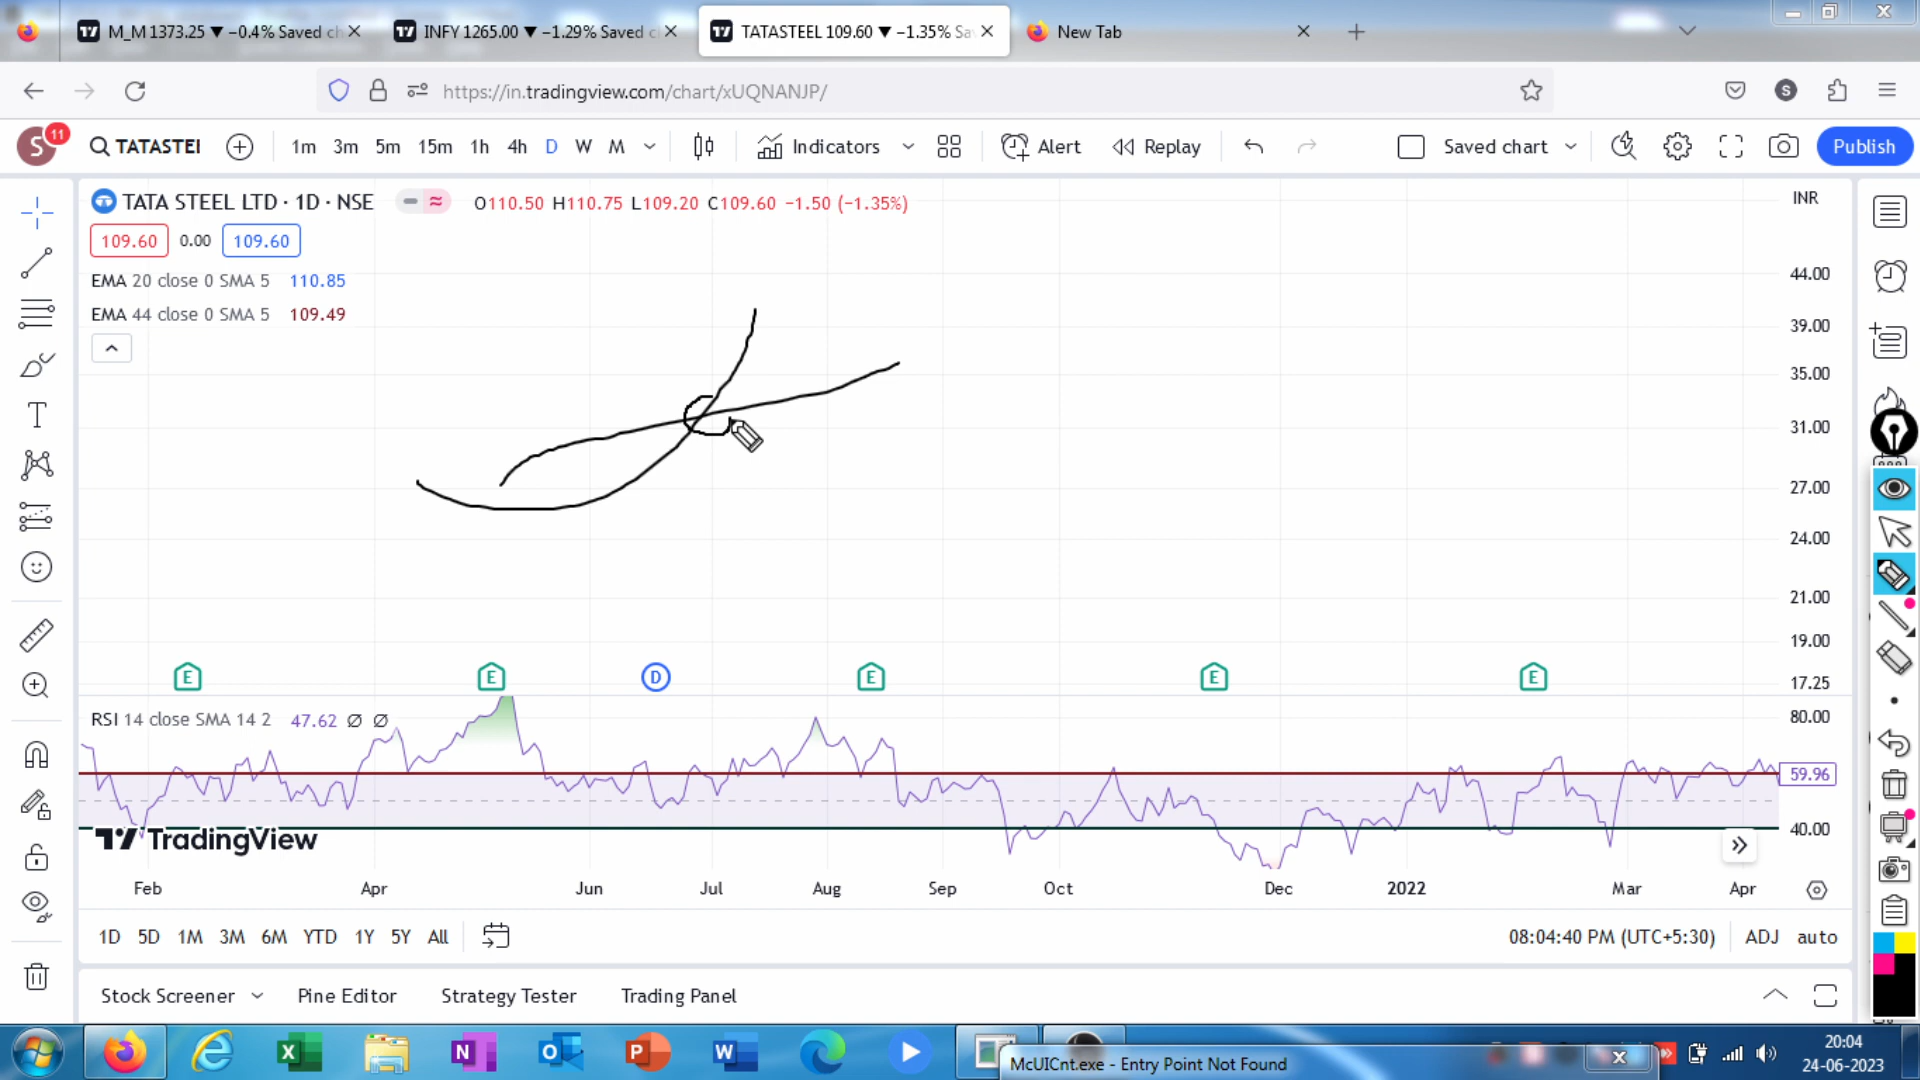 M_M 1373.25 ▼ −0.4% Saved ch
INFY 1265.00 ▼ −1.29% Saved c
TATASTEEL 109.60 ▼ −1.35% Sa
New Tab
https://in.tradingview.com/chart/xUQNANJP/
S
S 11
TATASTEI
1m 3m 5m 15m 1h 4h D W M
Indicators
Alert
Replay
Saved chart
Publish
TATA STEEL LTD · 1D · NSE
O110.50 H110.75 L109.20 C109.60 −1.50 (−1.35%)
INR
109.60 0.00 109.60
EMA 20 close 0 SMA 5 110.85
EMA 44 close 0 SMA 5 109.49
44.00
39.00
35.00
31.00
27.00
24.00
21.00
19.00
17.25
E E D E E E
RSI 14 close SMA 14 2 47.62 Ø Ø
80.00
59.96
40.00
TradingView
Feb Apr Jun Jul Aug Sep Oct Dec 2022 Mar Apr
1D 5D 1M 3M 6M YTD 1Y 5Y All
08:04:40 PM (UTC+5:30) ADJ auto
Stock Screener Pine Editor Strategy Tester Trading Panel
McUICnt.exe - Entry Point Not Found
20:04
24-06-2023